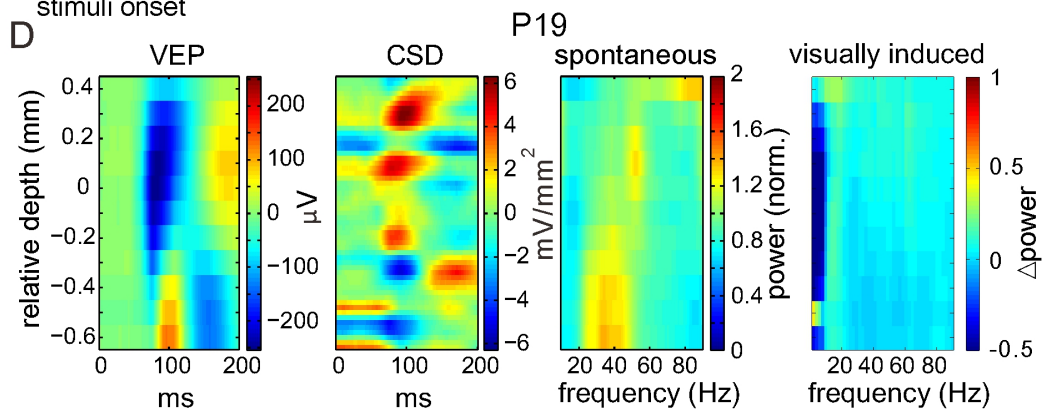 stimuli onset
D
P19
VEP
CSD
spontaneous
visually induced
relative depth (mm)
0.4
0.2
0
−0.2
−0.4
−0.6
0 100 200
ms
200
100
0
−100
−200
μV
0 100 200
ms
6
4
2
0
−2
−4
−6
mV/mm²
20 40 60 80
frequency (Hz)
2
1.6
1.2
0.8
0.4
0
power (norm.)
20 40 60 80
frequency (Hz)
1
0.5
0
-0.5
△power